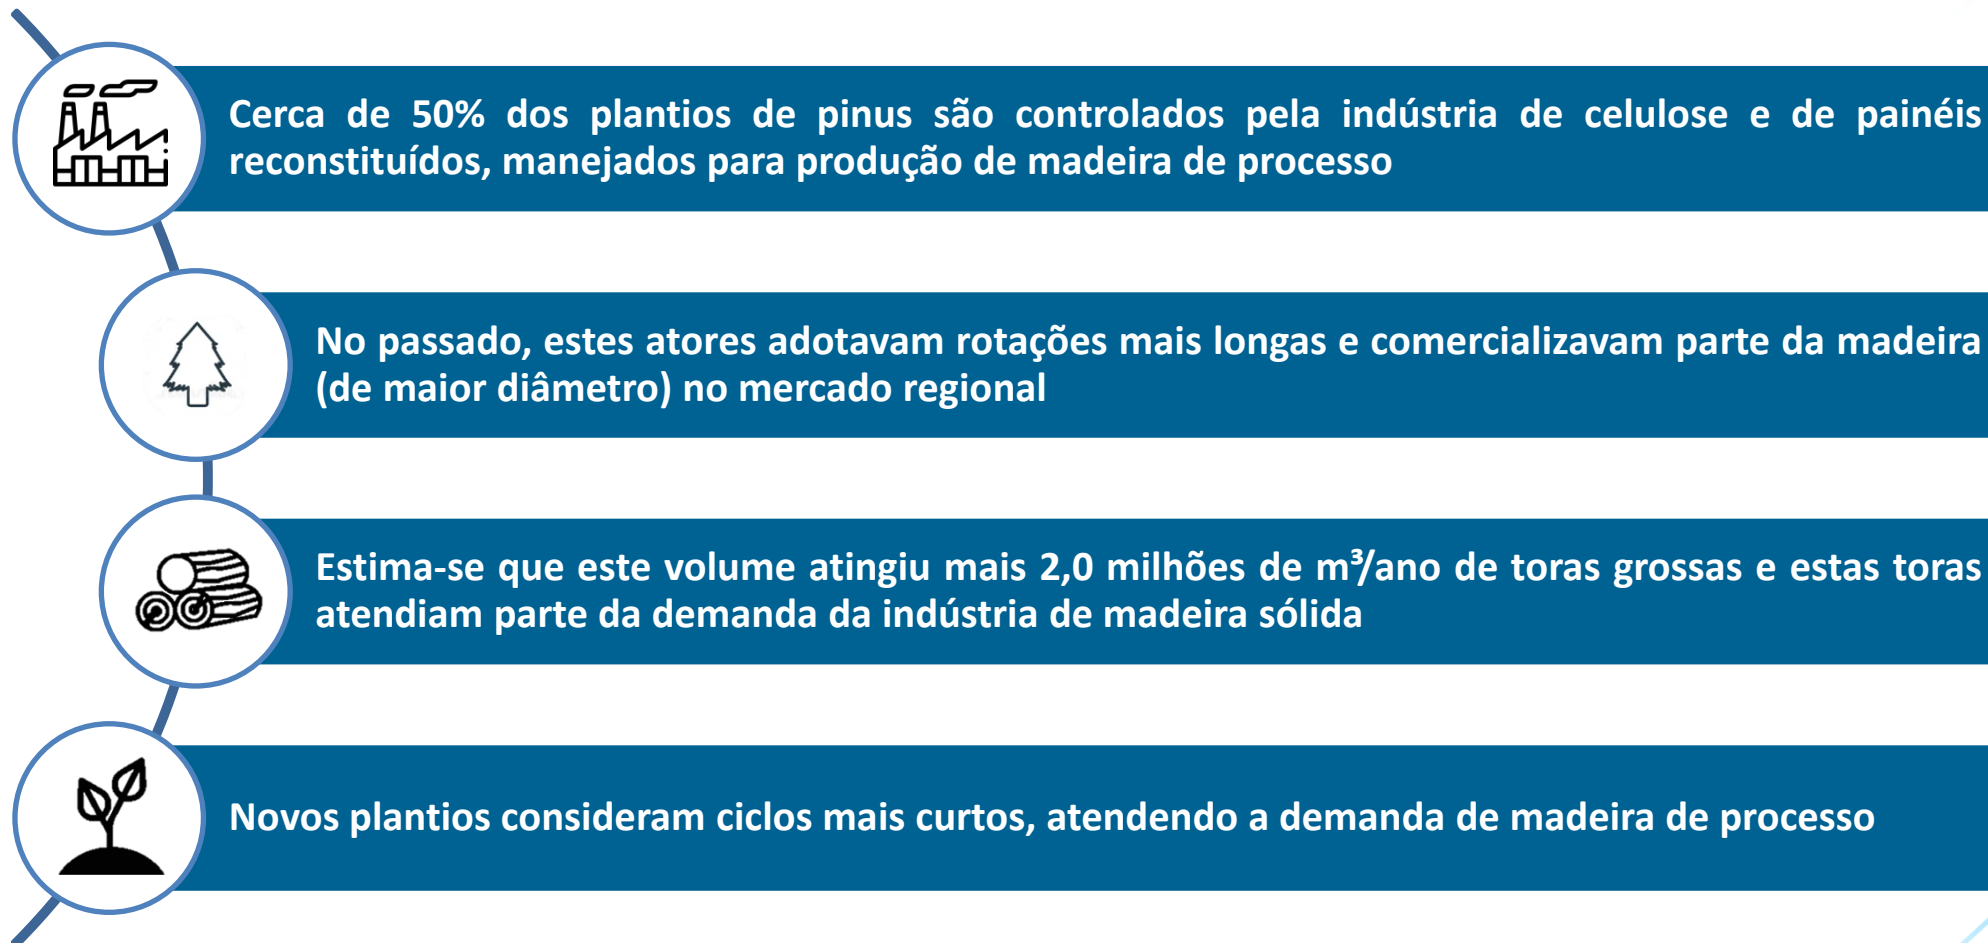 Cerca de 50% dos plantios de pinus são controlados pela indústria de celulose e de painéis
reconstituídos, manejados para produção de madeira de processo
No passado, estes atores adotavam rotações mais longas e comercializavam parte da madeira
(de maior diâmetro) no mercado regional
Estima-se que este volume atingiu mais 2,0 milhões de m³/ano de toras grossas e estas toras
atendiam parte da demanda da indústria de madeira sólida
Novos plantios consideram ciclos mais curtos, atendendo a demanda de madeira de processo